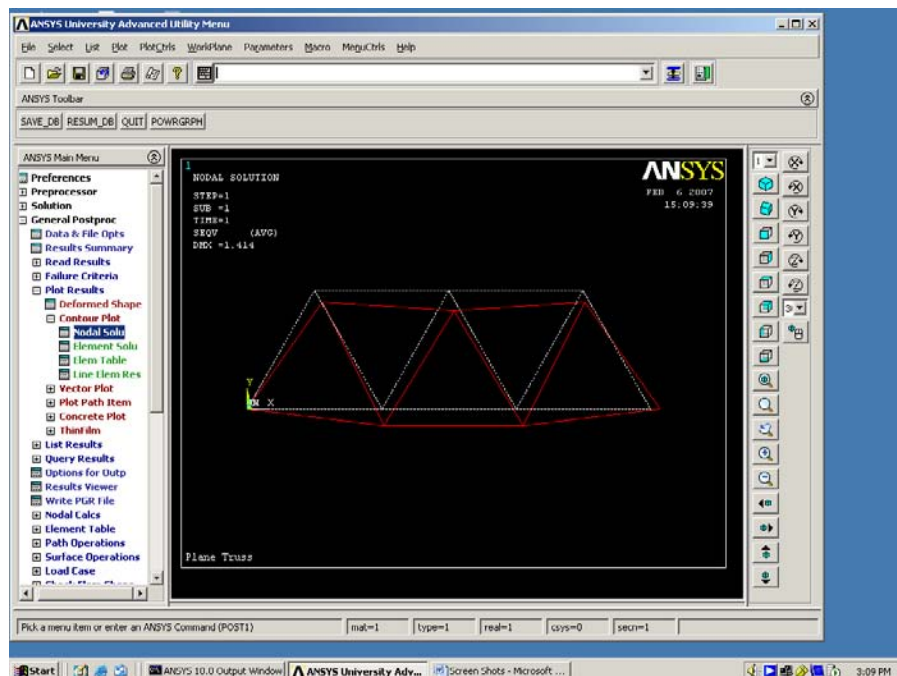 ANSYS University Advanced Utility Menu
File Select List Plot PlotCtrls WorkPlane Parameters Macro MenuCtrls Help
ANSYS Toolbar
SAVE_DB RESUM_DB QUIT POWRGRPH
ANSYS Main Menu
Preferences
Preprocessor
Solution
General Postproc
Data & File Opts
Results Summary
Read Results
Failure Criteria
Plot Results
Deformed Shape
Contour Plot
Nodal Solu
Element Solu
Elem Table
Line Elem Res
Vector Plot
Plot Path Item
Concrete Plot
ThinFilm
List Results
Query Results
Options for Outp
Results Viewer
Write PGR File
Nodal Calcs
Element Table
Path Operations
Surface Operations
Load Case
1
NODAL SOLUTION
STEP=1
SUB =1
TIME=1
SEQV (AVG)
DMX =1.414
ANSYS
FEB 6 2007
15:09:39
Y
X
Plane Truss
1
Pick a menu item or enter an ANSYS Command (POST1)
mat=1
type=1
real=1
csys=0
secn=1
Start
ANSYS 10.0 Output Window
ANSYS University Adv...
Screen Shots - Microsoft ...
3:09 PM